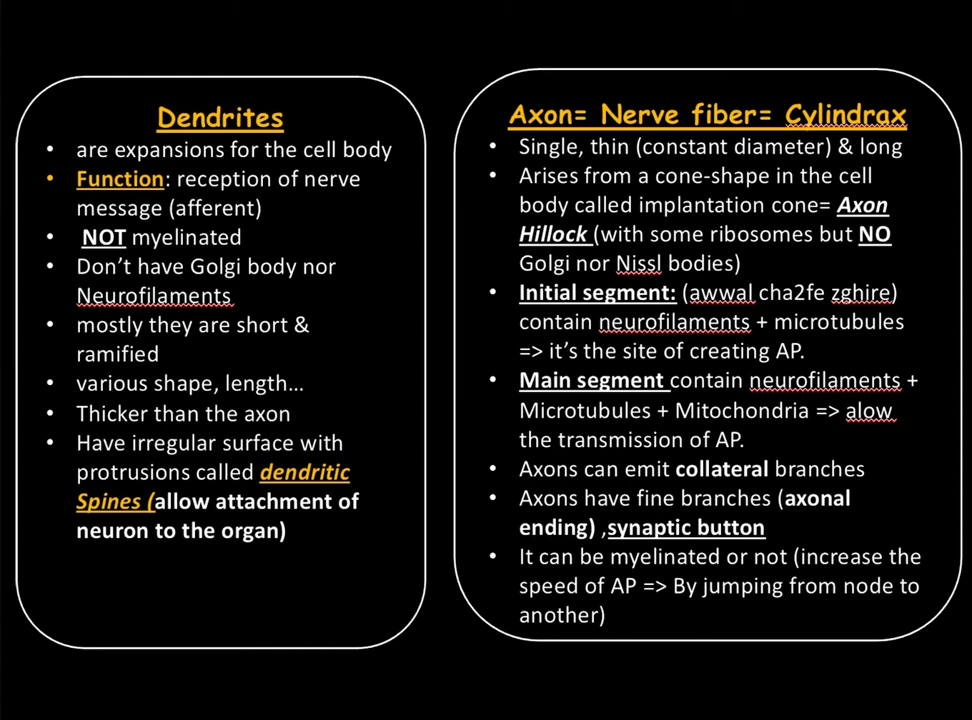 Dendrites
• are expansions for the cell body
• Function: reception of nerve
message (afferent)
• NOT myelinated
• Don't have Golgi body nor
Neurofilaments
• mostly they are short &
ramified
• various shape, length...
• Thicker than the axon
• Have irregular surface with
protrusions called dendritic
Spines (allow attachment of
neuron to the organ)
Axon= Nerve fiber= Cylindrax
• Single, thin (constant diameter) & long
• Arises from a cone-shape in the cell
body called implantation cone= Axon
Hillock (with some ribosomes but NO
Golgi nor Nissl bodies)
• Initial segment: (awwal cha2fe zghire)
contain neurofilaments + microtubules
=> it's the site of creating AP.
• Main segment contain neurofilaments +
Microtubules + Mitochondria => alow
the transmission of AP.
• Axons can emit collateral branches
• Axons have fine branches (axonal
ending) ,synaptic button
• It can be myelinated or not (increase the
speed of AP => By jumping from node to
another)